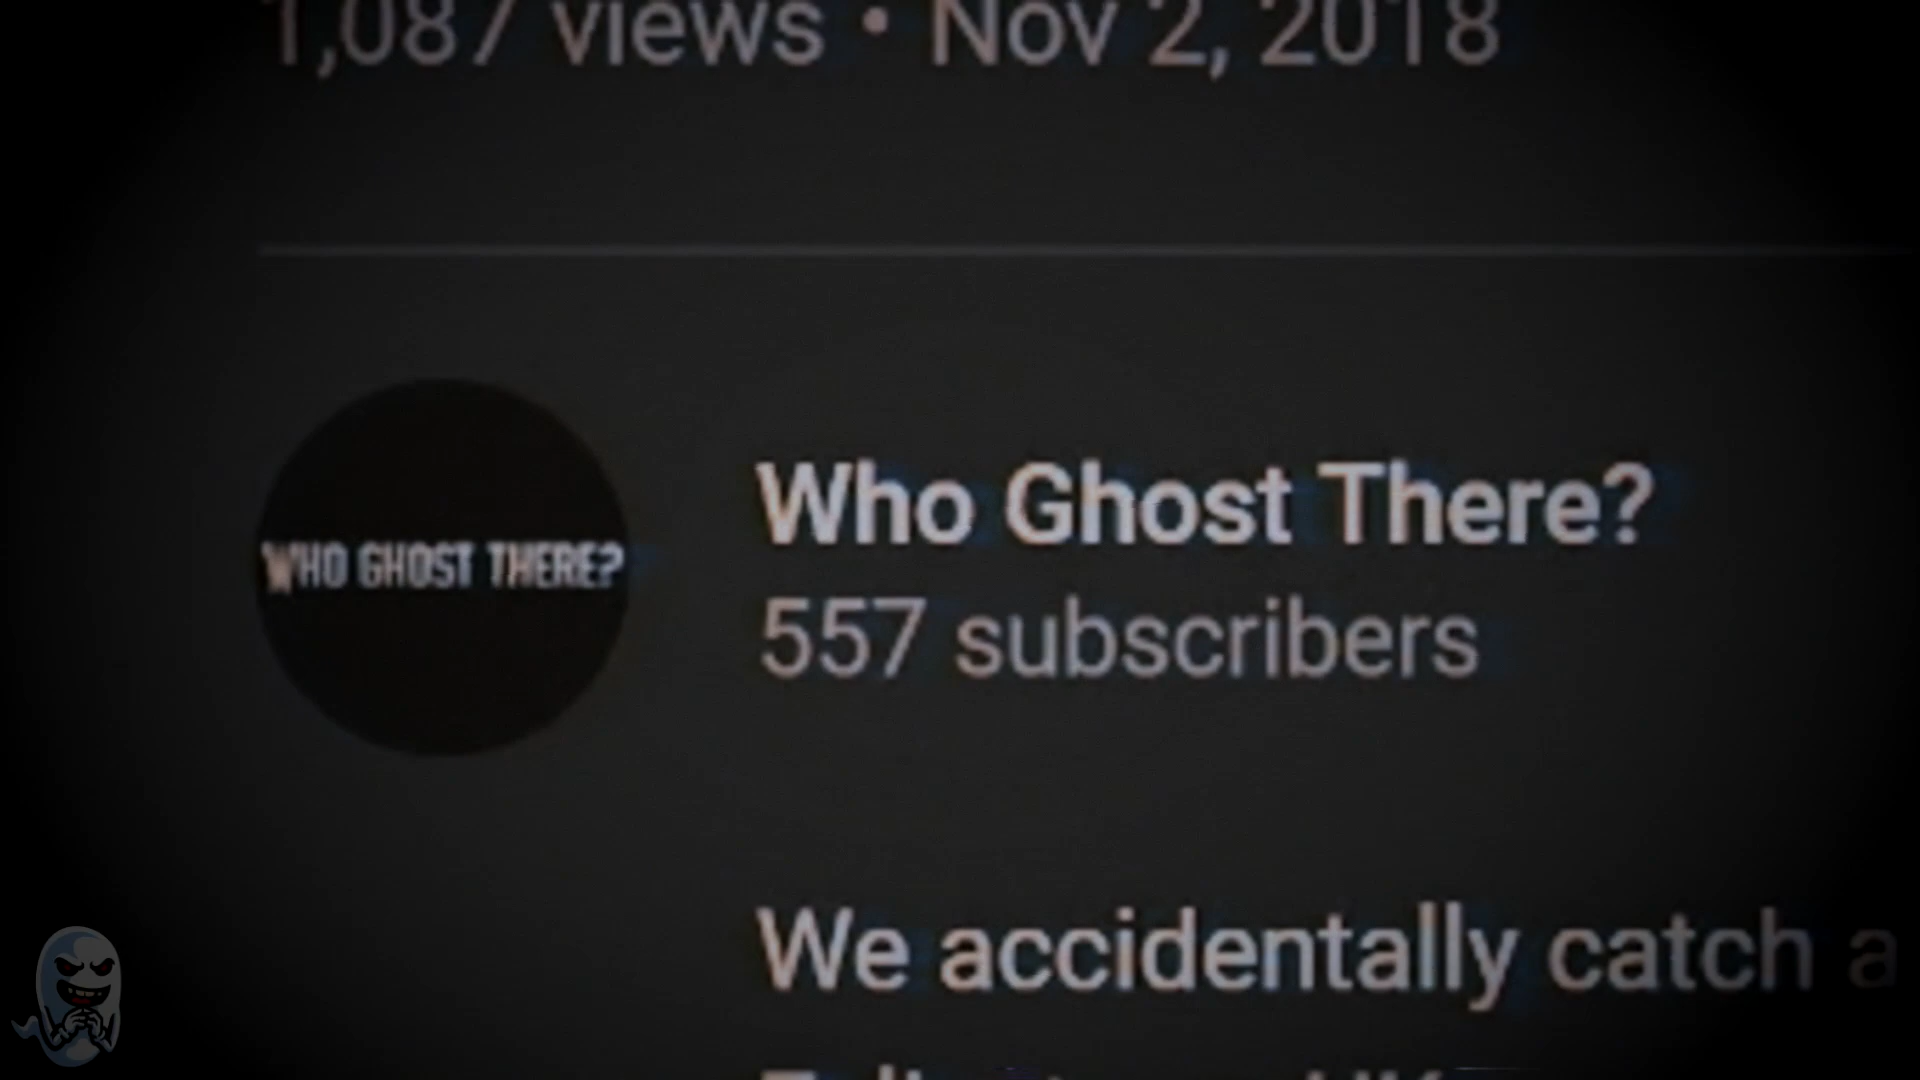 1,087 views • Nov 2, 2018
WHO GHOST THERE?
Who Ghost There?
557 subscribers
We accidentally catch a